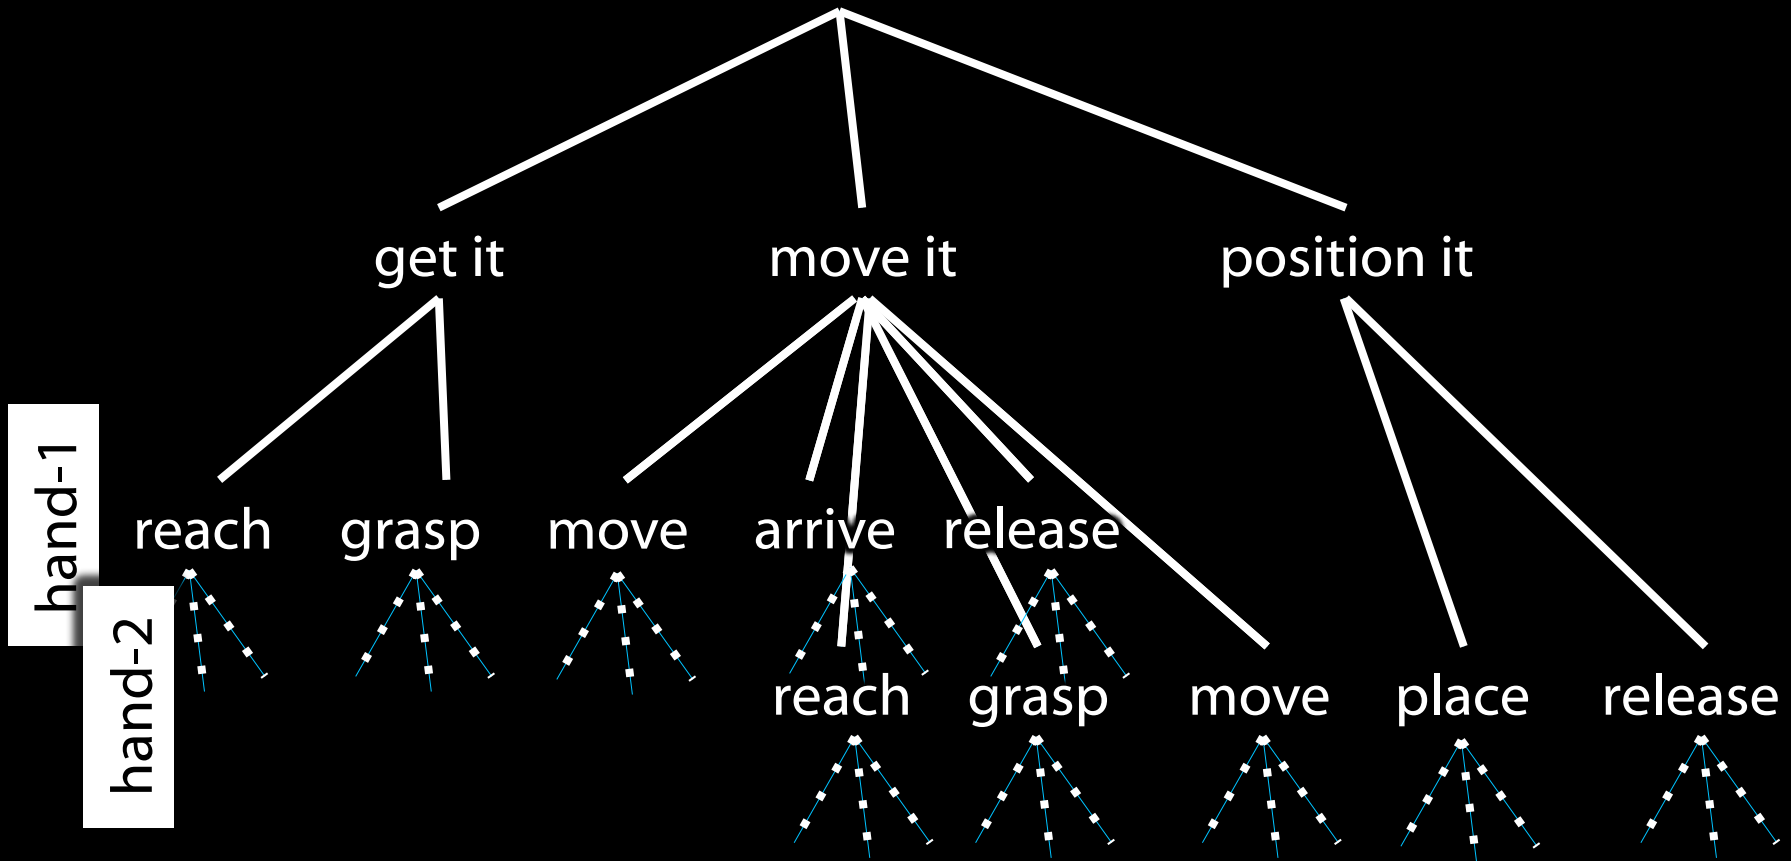 get it move it position it
hand-1
reach grasp move arrive release
hand-2
reach grasp move place release